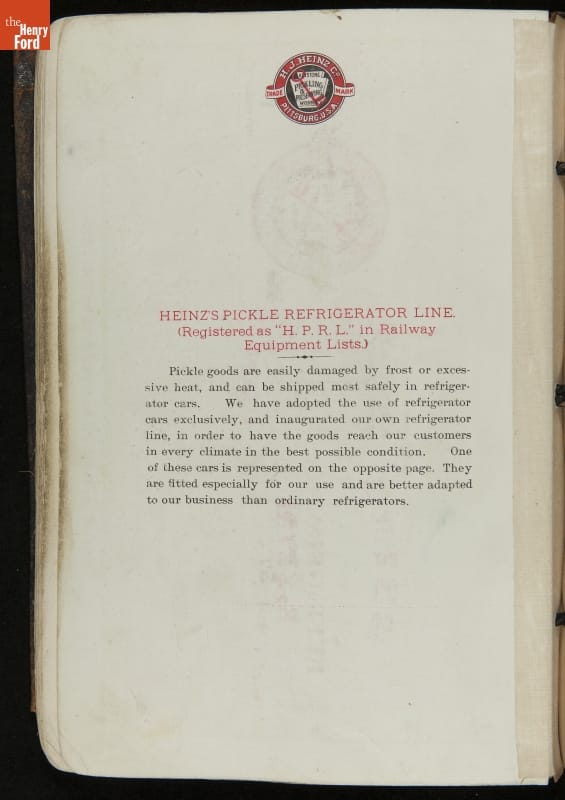 the
Henry
Ford
H. J. HEINZ Co.
KEYSTONE
PICKLING
&
PRESERVING
WORKS
TRADE MARK
PITTSBURG, U.S.A.
HEINZ'S PICKLE REFRIGERATOR LINE.
(Registered as "H. P. R. L." in Railway
Equipment Lists.)
Pickle goods are easily damaged by frost or exces-
sive heat, and can be shipped most safely in refriger-
ator cars. We have adopted the use of refrigerator
cars exclusively, and inaugurated our own refrigerator
line, in order to have the goods reach our customers
in every climate in the best possible condition. One
of these cars is represented on the opposite page. They
are fitted especially for our use and are better adapted
to our business than ordinary refrigerators.